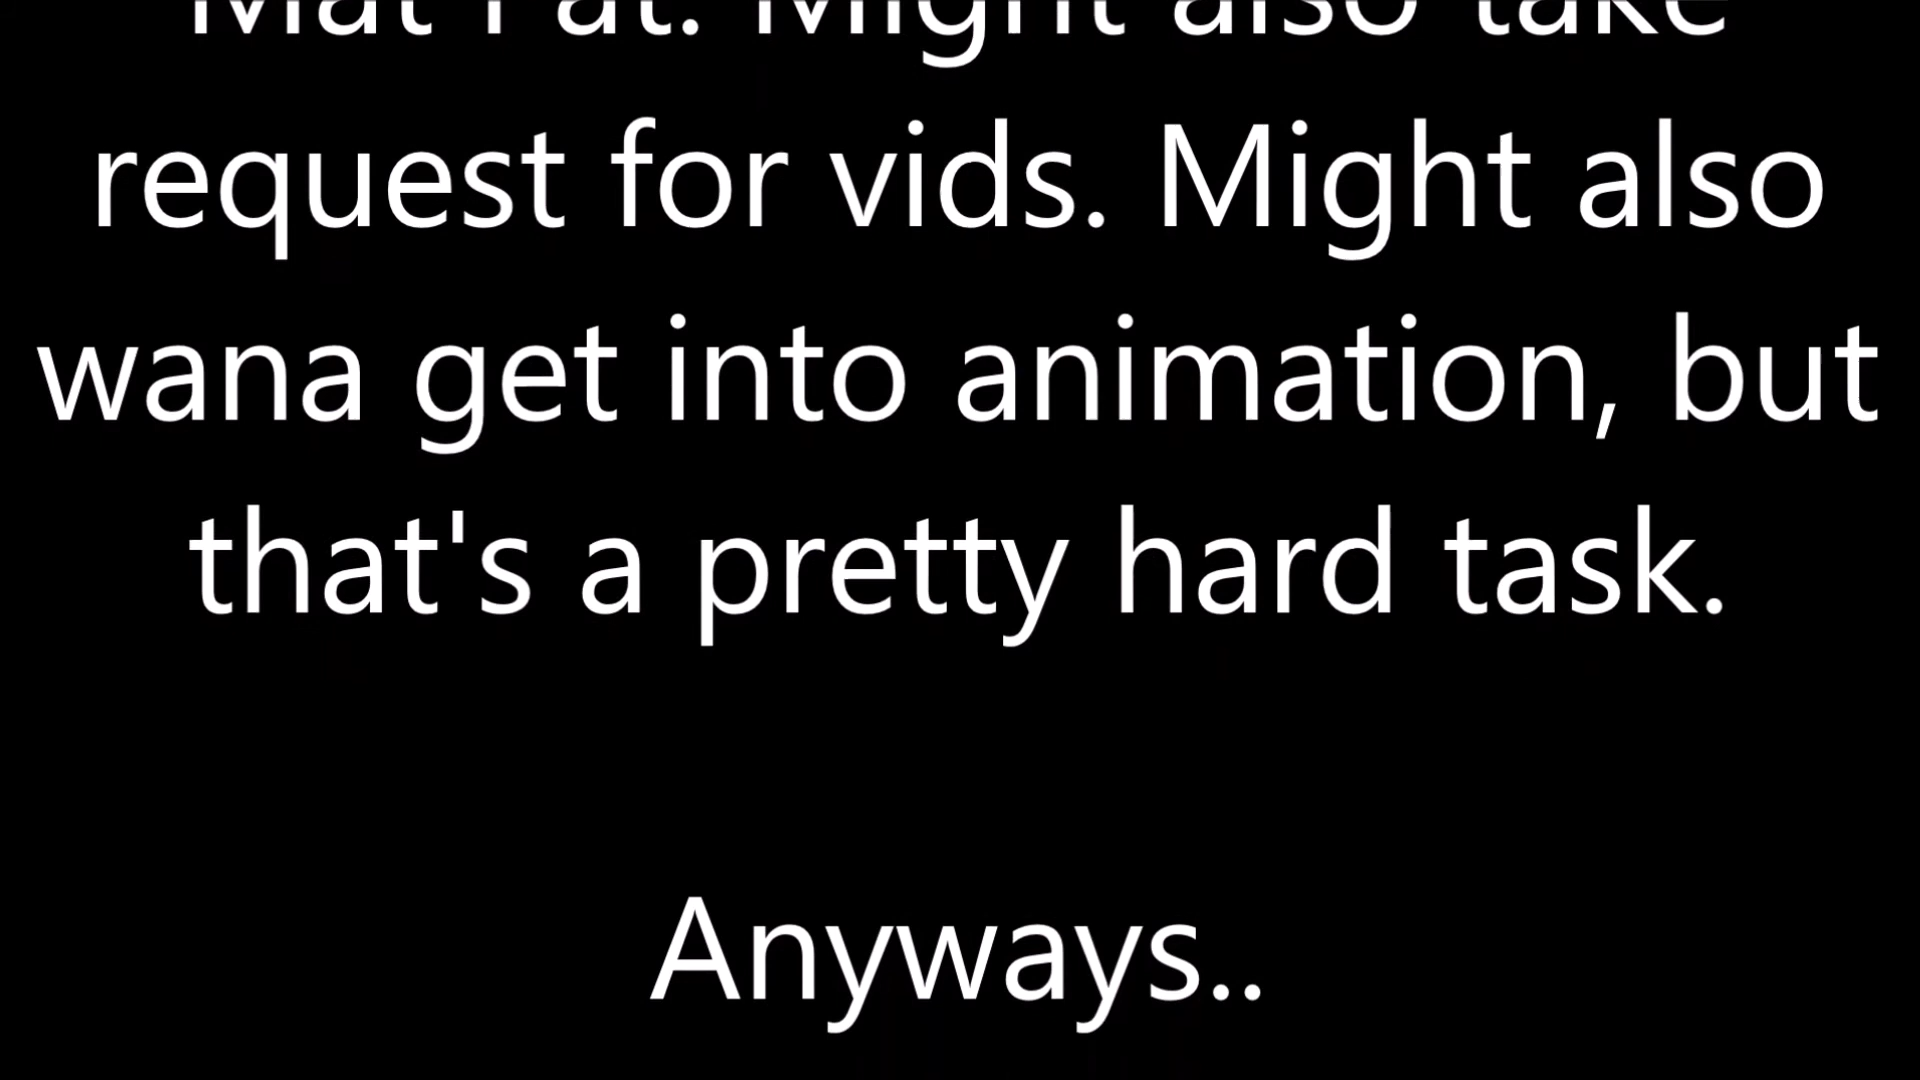 Mat Pat. Might also take
request for vids. Might also
wana get into animation, but
that's a pretty hard task.
Anyways..